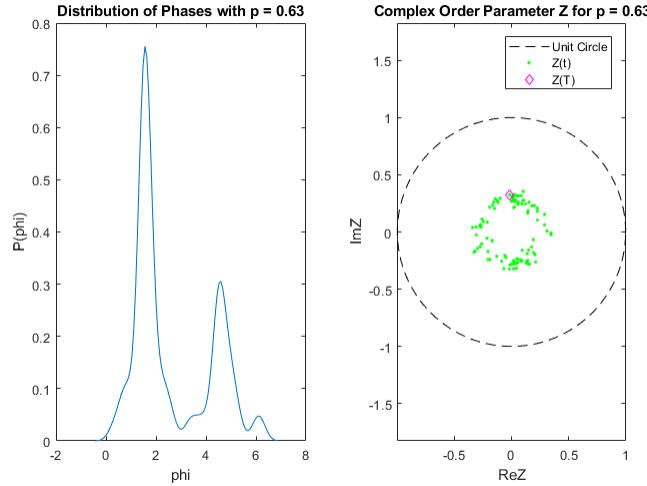 Distribution of Phases with p = 0.63
0.8
0.7
0.6
0.5
0.4
0.3
0.2
0.1
0
P(phi)
-2
0
2
4
6
8
phi
Complex Order Parameter Z for p = 0.63
Unit Circle
Z(t)
Z(T)
1.5
1
0.5
0
-0.5
-1
-1.5
ImZ
-0.5
0
0.5
1
ReZ